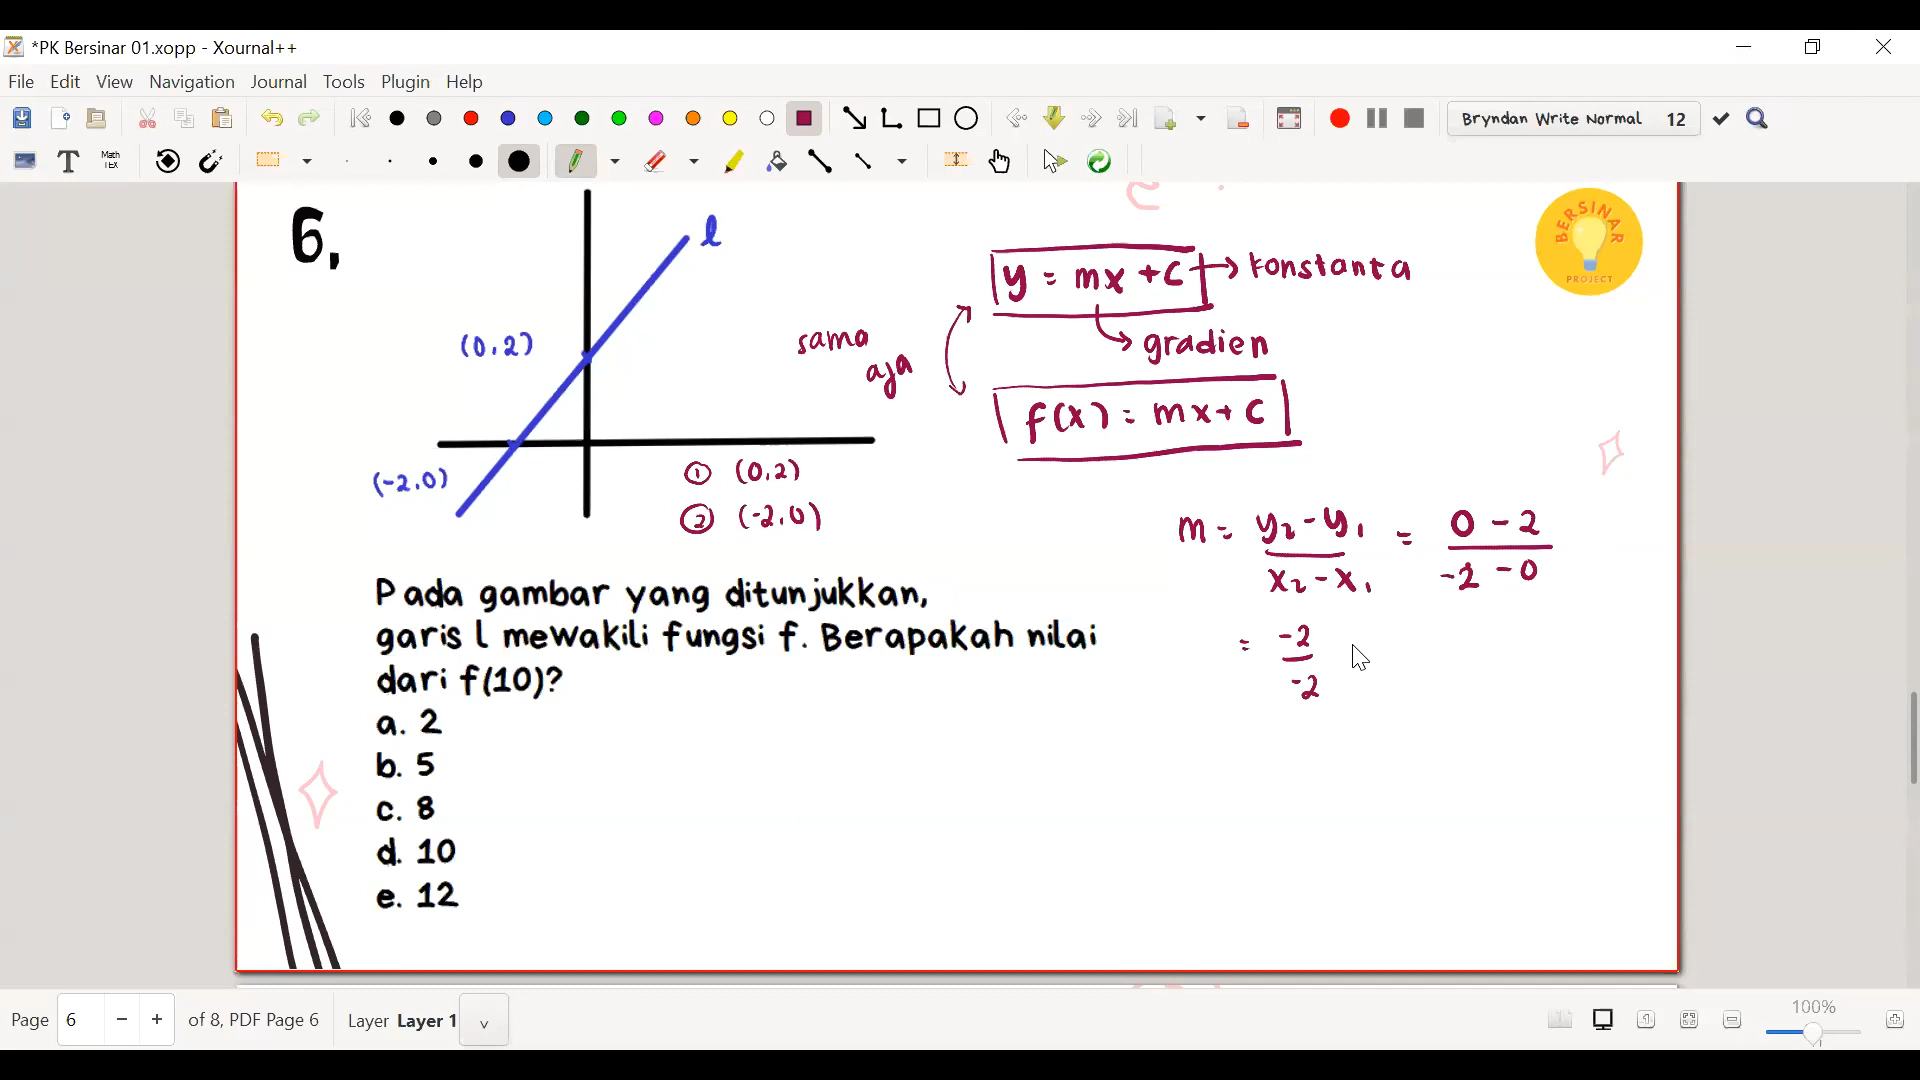 *PK Bersinar 01.xopp - Xournal++
File Edit View Navigation Journal Tools Plugin Help
Bryndan Write Normal 12
T Math TEX
6,
l
(0,2)
(-2,0)
① (0,2)
② (-2,0)
sama
aja
y = mx + c → konstanta
gradien
f(x) = mx + c
BERSINAR
PROJECT
m = y₂ - y₁ / x₂ - x₁ = 0 - 2 / -2 - 0
= -2 / -2
Pada gambar yang ditunjukkan,
garis l mewakili fungsi f. Berapakah nilai
dari f(10)?
a. 2
b. 5
c. 8
d. 10
e. 12
Page 6 − + of 8, PDF Page 6 Layer Layer 1 100%